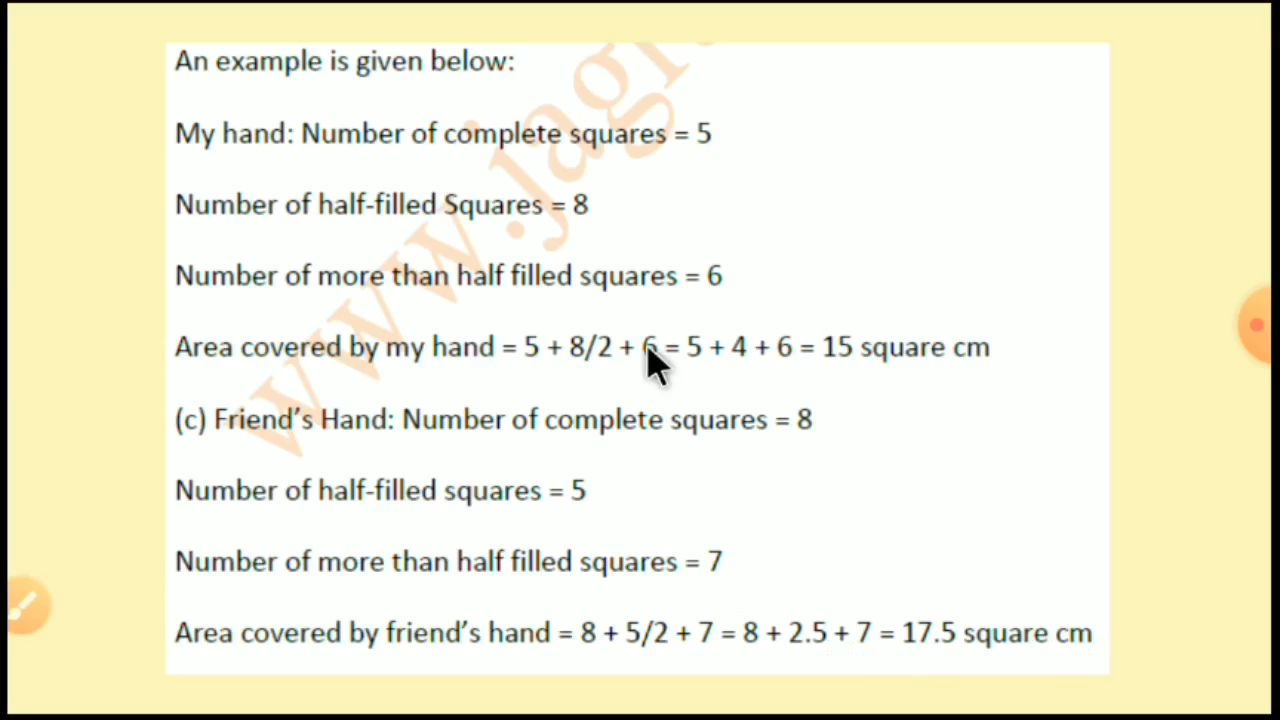 An example is given below:
My hand: Number of complete squares = 5
Number of half-filled Squares = 8
Number of more than half filled squares = 6
Area covered by my hand = 5 + 8/2 + 6 = 5 + 4 + 6 = 15 square cm
(c) Friend's Hand: Number of complete squares = 8
Number of half-filled squares = 5
Number of more than half filled squares = 7
Area covered by friend's hand = 8 + 5/2 + 7 = 8 + 2.5 + 7 = 17.5 square cm